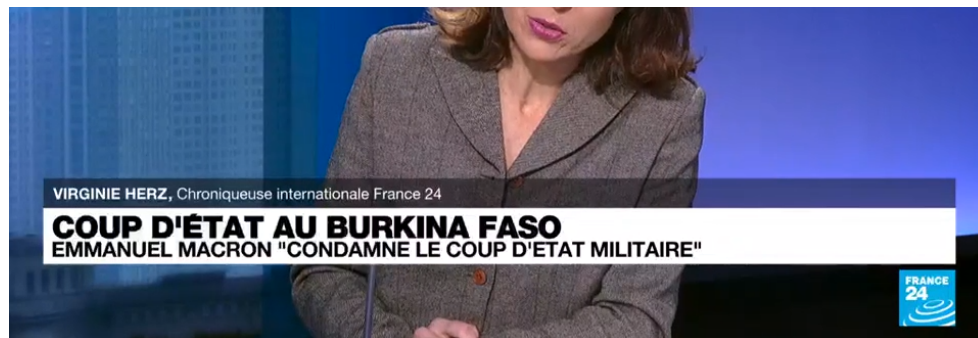 VIRGINIE HERZ, Chroniqueuse internationale France 24
COUP D'ÉTAT AU BURKINA FASO
EMMANUEL MACRON "CONDAMNE LE COUP D'ETAT MILITAIRE"
FRANCE
24